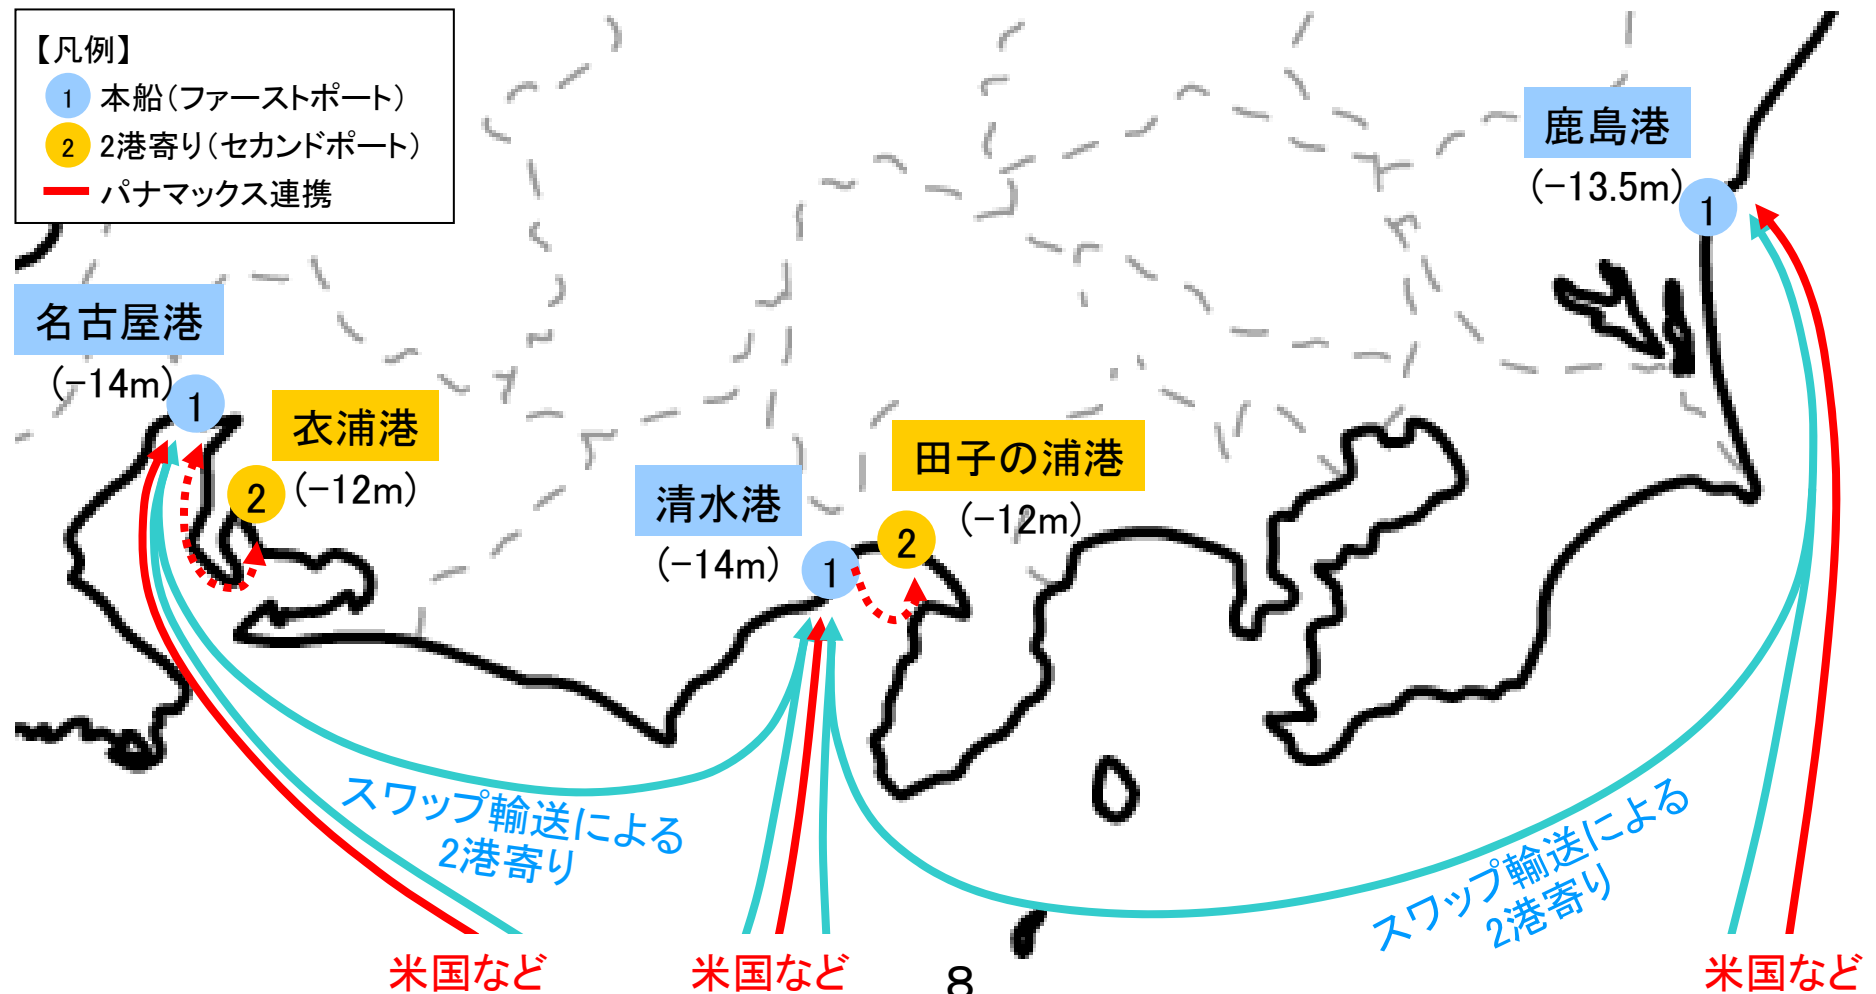 【凡例】
1 本船(ファーストポート)
2 2港寄り(セカンドポート)
パナマックス連携
鹿島港
(-13.5m)
1
名古屋港
(-14m)
1
衣浦港
2 (-12m)
田子の浦港
(-12m)
2
清水港
(-14m)
1
スワップ輸送による
2港寄り
スワップ輸送による
2港寄り
米国など
米国など
8
米国など